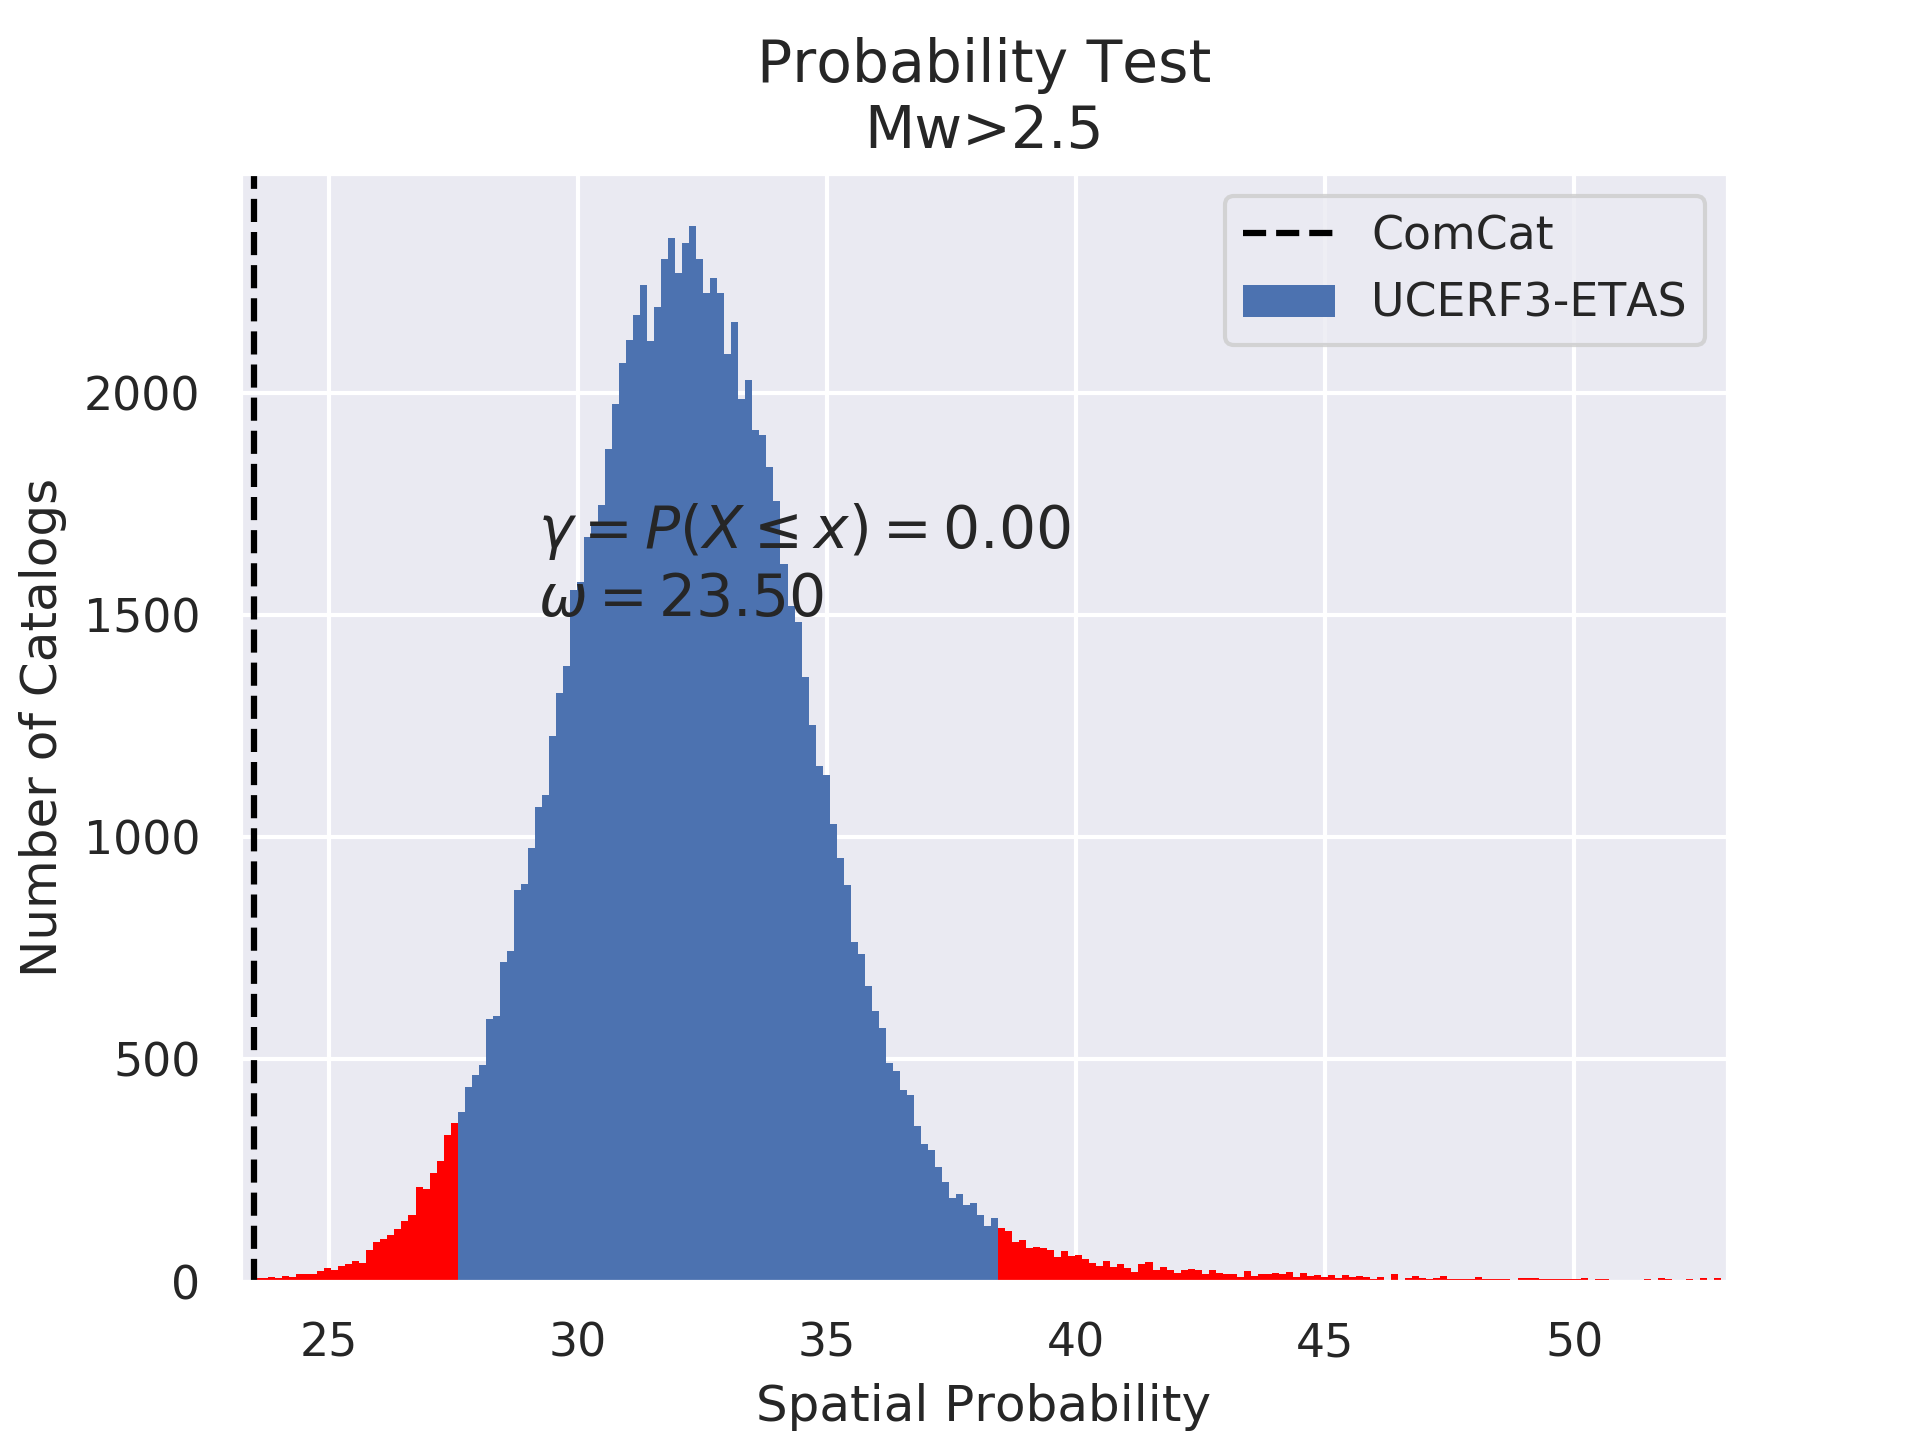 Probability Test
Mw>2.5
ComCat
UCERF3-ETAS
γ = P(X ≤ x) = 0.00
ω = 23.50
Number of Catalogs
2000
1500
1000
500
0
25 30 35 40 45 50
Spatial Probability